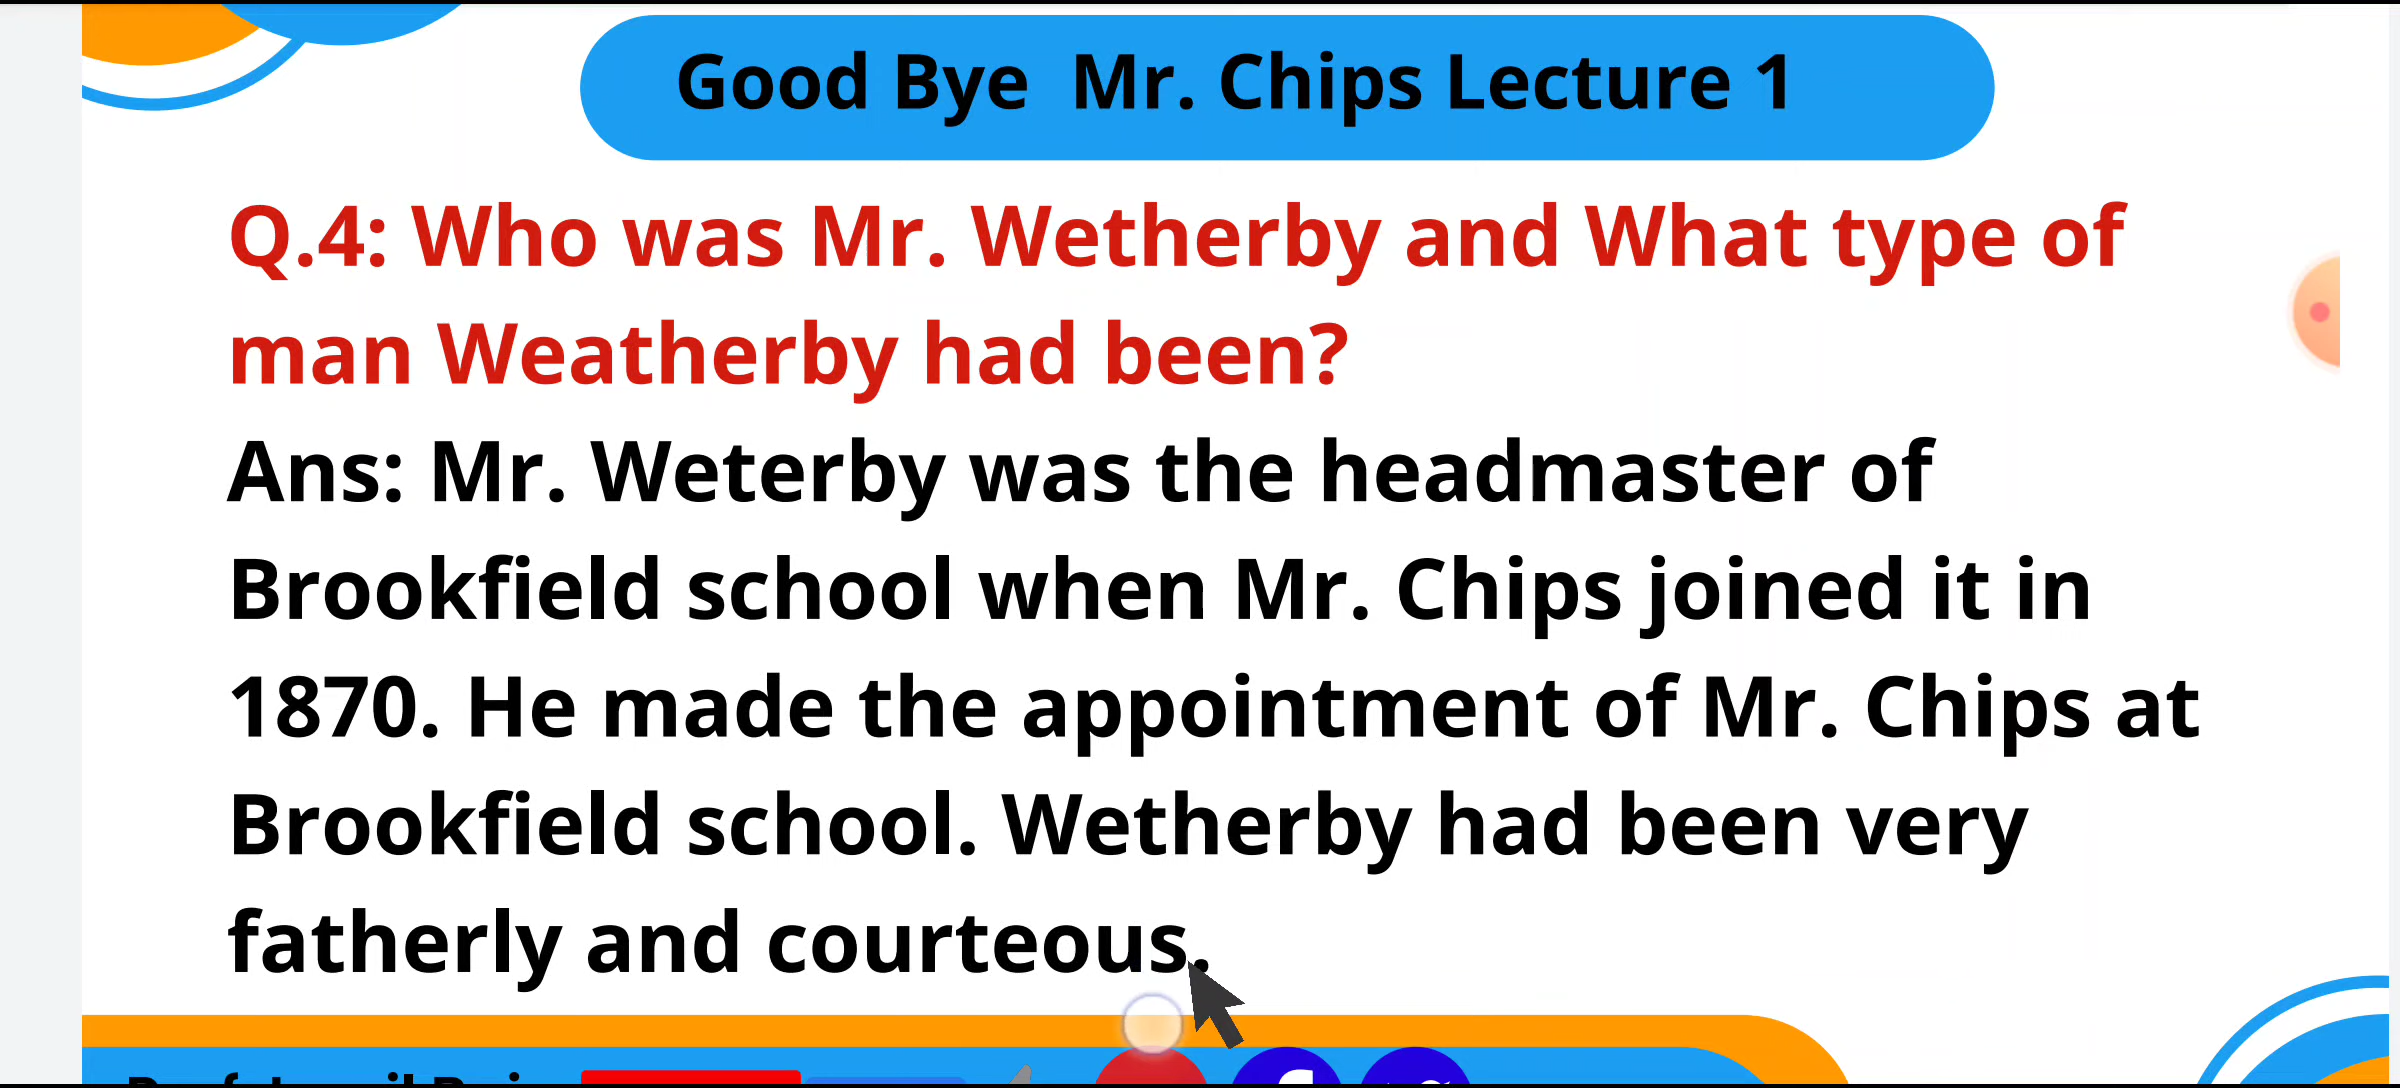 Good Bye Mr. Chips Lecture 1
Q.4: Who was Mr. Wetherby and What type of
man Weatherby had been?
Ans: Mr. Weterby was the headmaster of
Brookfield school when Mr. Chips joined it in
1870. He made the appointment of Mr. Chips at
Brookfield school. Wetherby had been very
fatherly and courteous.